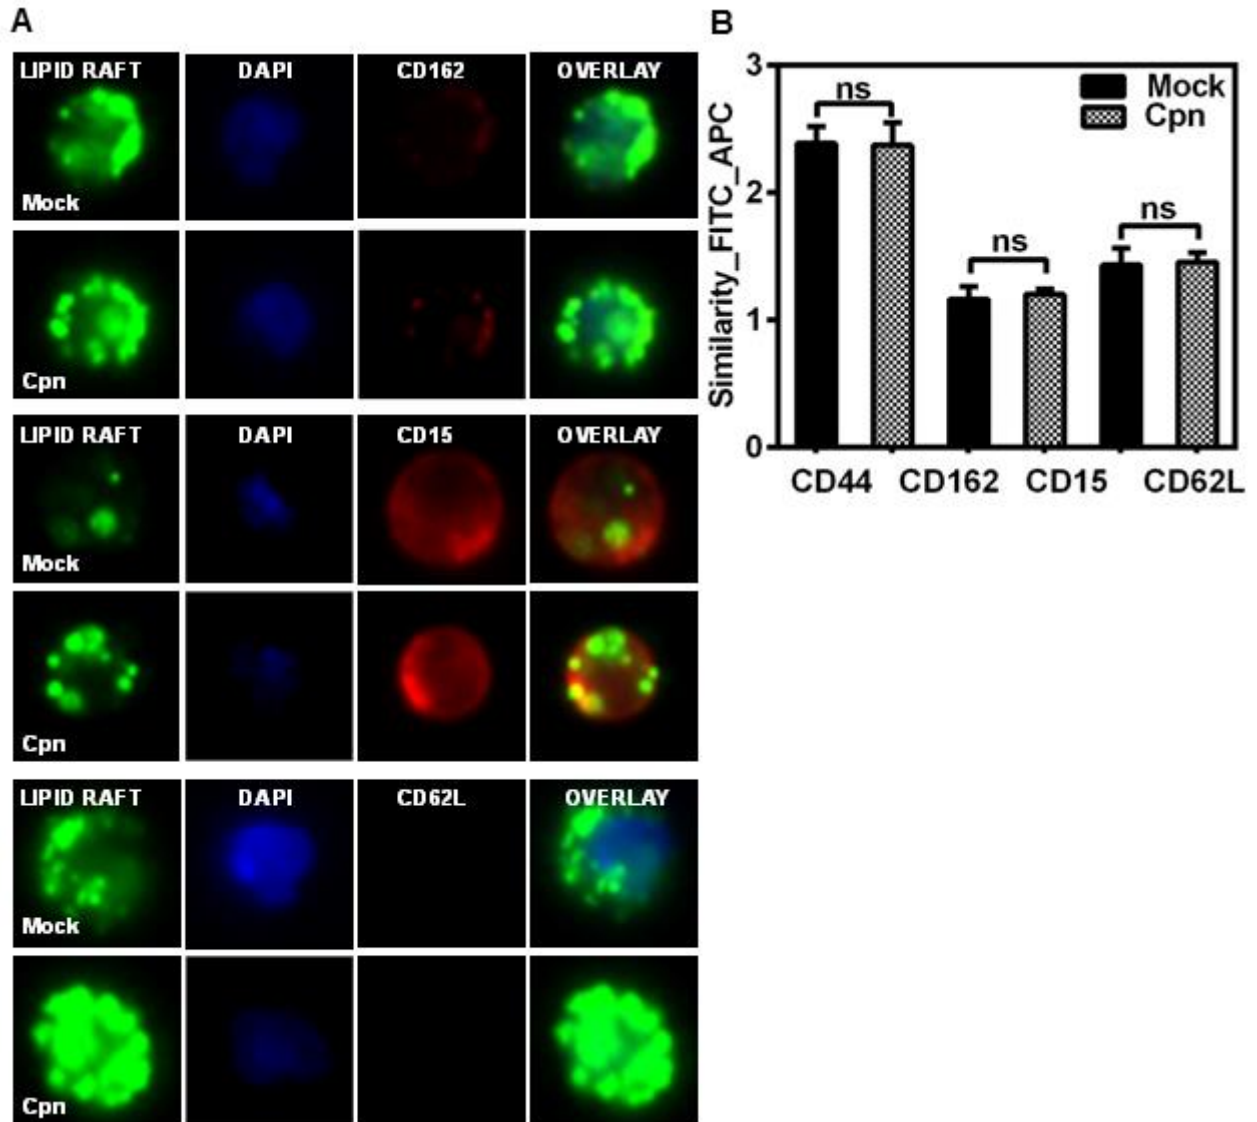 A
LIPID RAFT DAPI CD162 OVERLAY
Mock
Cpn
LIPID RAFT DAPI CD15 OVERLAY
Mock
Cpn
LIPID RAFT DAPI CD62L OVERLAY
Mock
Cpn
B
Similarity_FITC_APC
3
2
1
0
ns
ns
ns
Mock
Cpn
CD44 CD162 CD15 CD62L